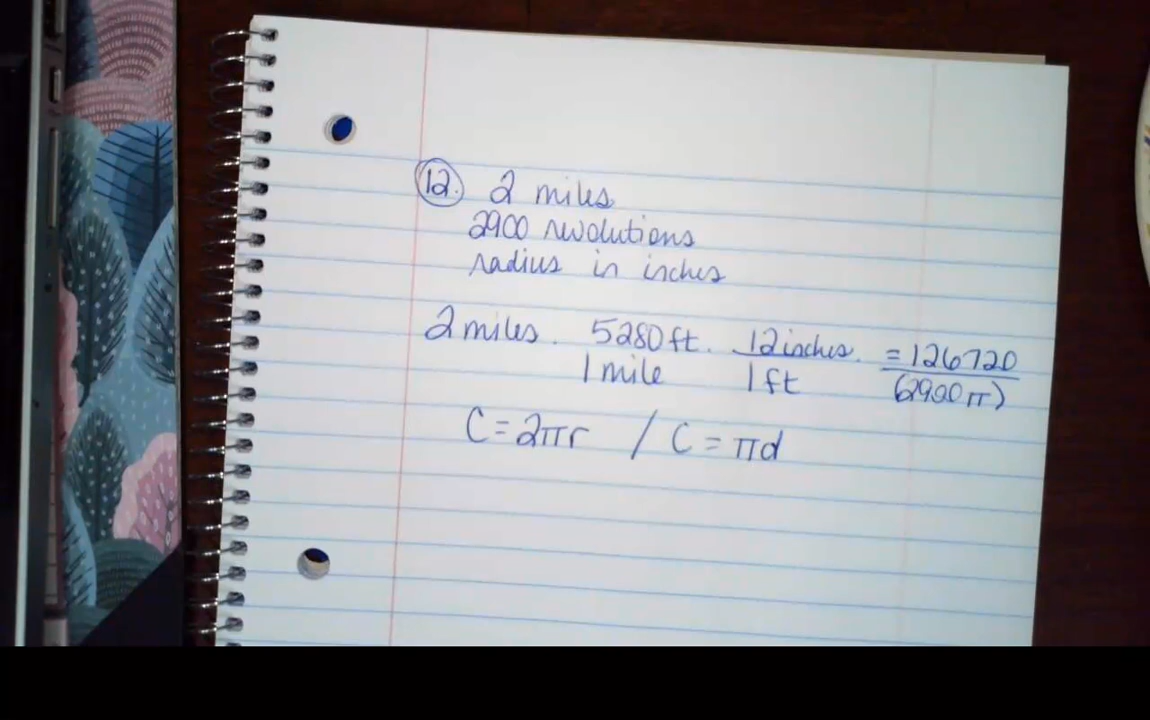 12. 2 miles
2900 revolutions
radius in inches
2 miles. 5280 ft. 12 inches. = 126720
1 mile 1 ft (2900π)
C = 2πr / C = πd